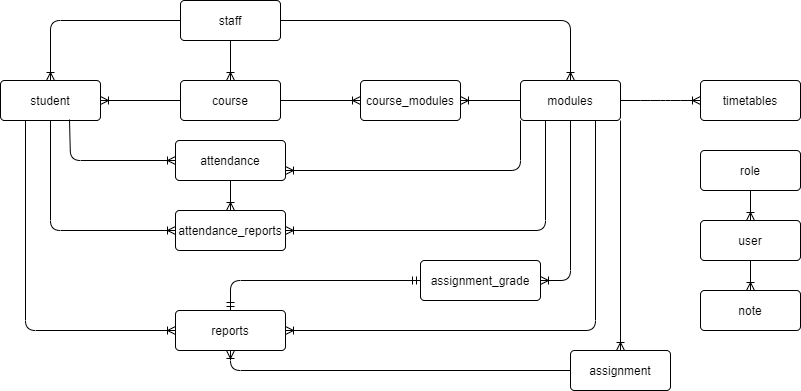 staff
student
course
course_modules
modules
timetables
attendance
role
attendance_reports
user
assignment_grade
note
reports
assignment